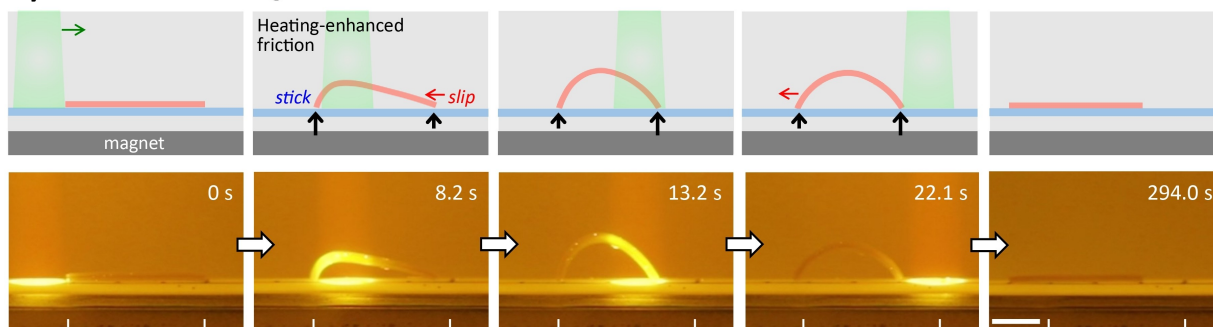 Heating-enhanced
friction
stick
slip
magnet
0 s
8.2 s
13.2 s
22.1 s
294.0 s